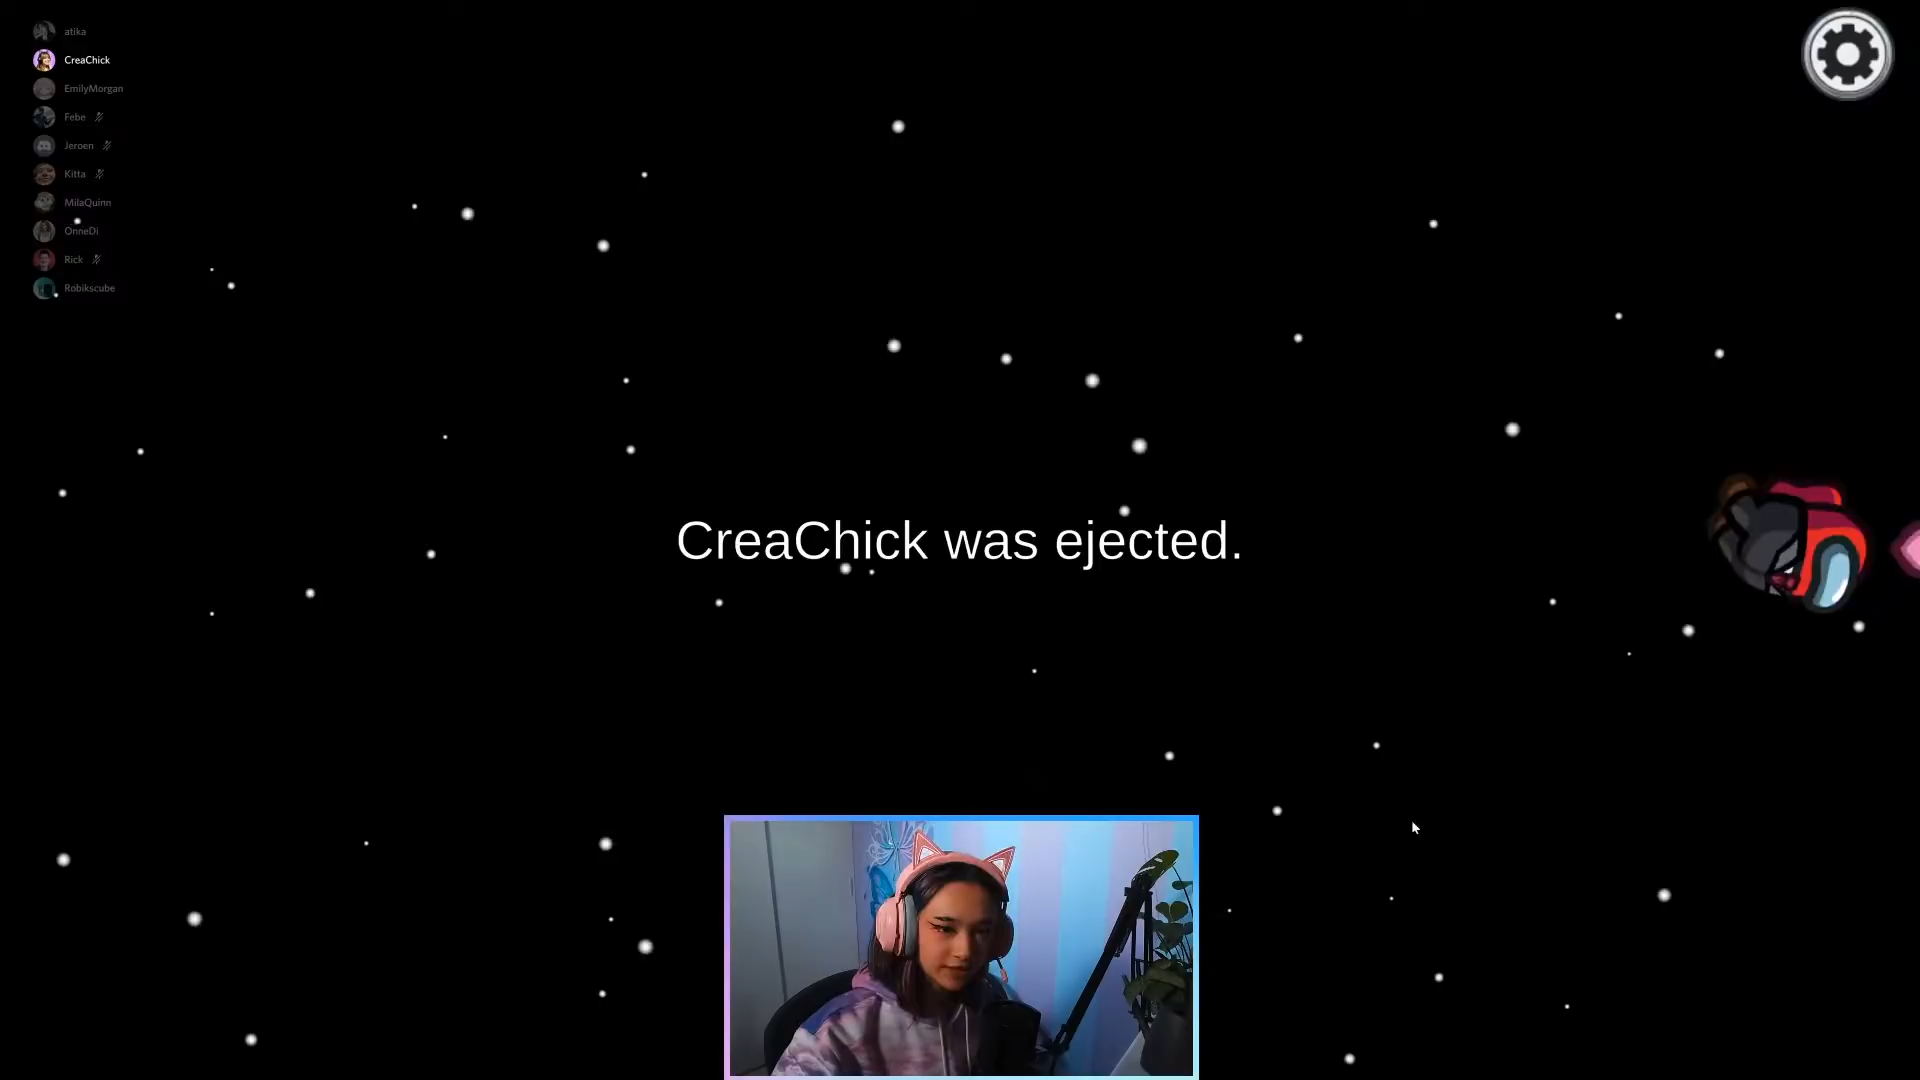 atika
CreaChick
EmilyMorgan
Febe
Jeroen
Kitta
MilaQuinn
OnneDi
Rick
Robikscube
CreaChick was ejected.